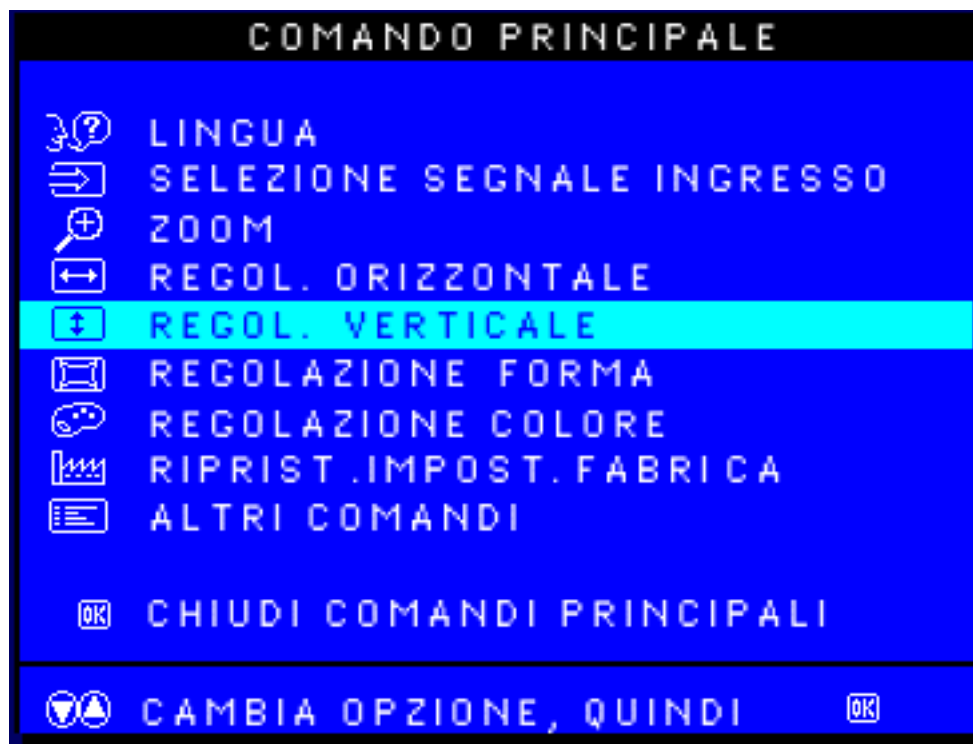 COMANDO PRINCIPALE
LINGUA
SELEZIONE SEGNALE INGRESSO
ZOOM
REGOL. ORIZZONTALE
REGOL. VERTICALE
REGOLAZIONE FORMA
REGOLAZIONE COLORE
RIPRIST.IMPOST.FABRICA
ALTRI COMANDI
OK CHIUDI COMANDI PRINCIPALI
CAMBIA OPZIONE, QUINDI OK